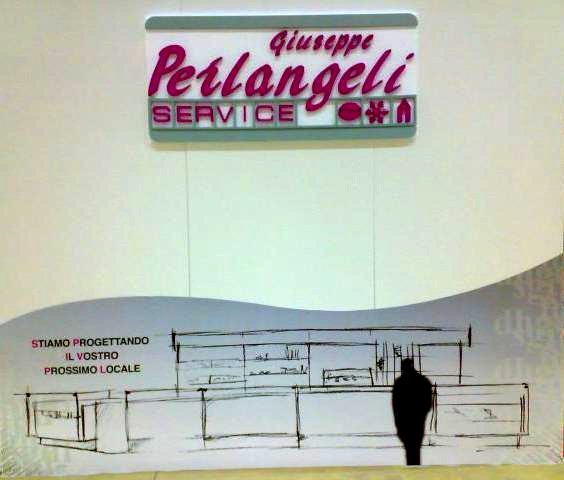 Giuseppe
Perlangeli
SERVICE
STIAMO PROGETTANDO
IL VOSTRO
PROSSIMO LOCALE